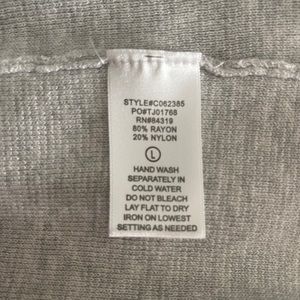 STYLE#C062385
PO#TJ01768
RN#84319
80% RAYON
20% NYLON
L
HAND WASH
SEPARATELY IN
COLD WATER
DO NOT BLEACH
LAY FLAT TO DRY
IRON ON LOWEST
SETTING AS NEEDED